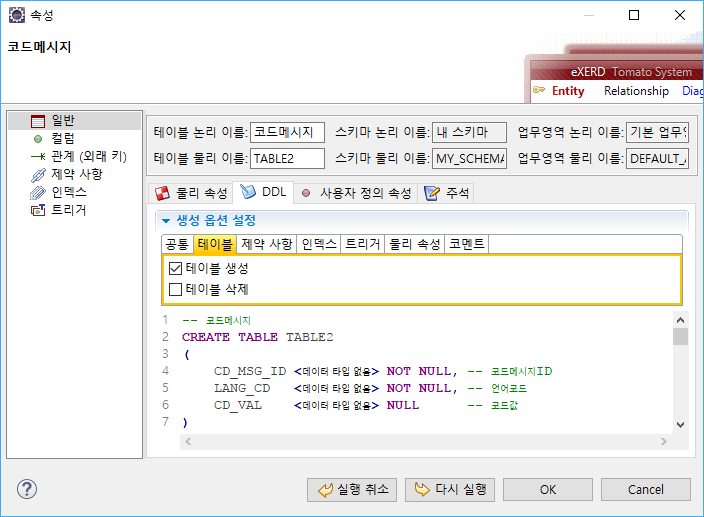 속성
코드메시지
eXERD Tomato System
Entity Relationship Diag
일반
컬럼
관계 (외래 키)
제약 사항
인덱스
트리거
테이블 논리 이름: 코드메시지 스키마 논리 이름: 내 스키마 업무영역 논리 이름: 기본 업무영
테이블 물리 이름: TABLE2 스키마 물리 이름: MY_SCHEMA 업무영역 물리 이름: DEFAULT_A
물리 속성 DDL 사용자 정의 속성 주석
생성 옵션 설정
공통 테이블 제약 사항 인덱스 트리거 물리 속성 코멘트
테이블 생성
테이블 삭제
1 -- 코드메시지
2 CREATE TABLE TABLE2
3 (
4 CD_MSG_ID <데이터 타입 없음> NOT NULL, -- 코드메시지ID
5 LANG_CD <데이터 타입 없음> NOT NULL, -- 언어코드
6 CD_VAL <데이터 타입 없음> NULL -- 코드값
7 )
실행 취소 다시 실행 OK Cancel